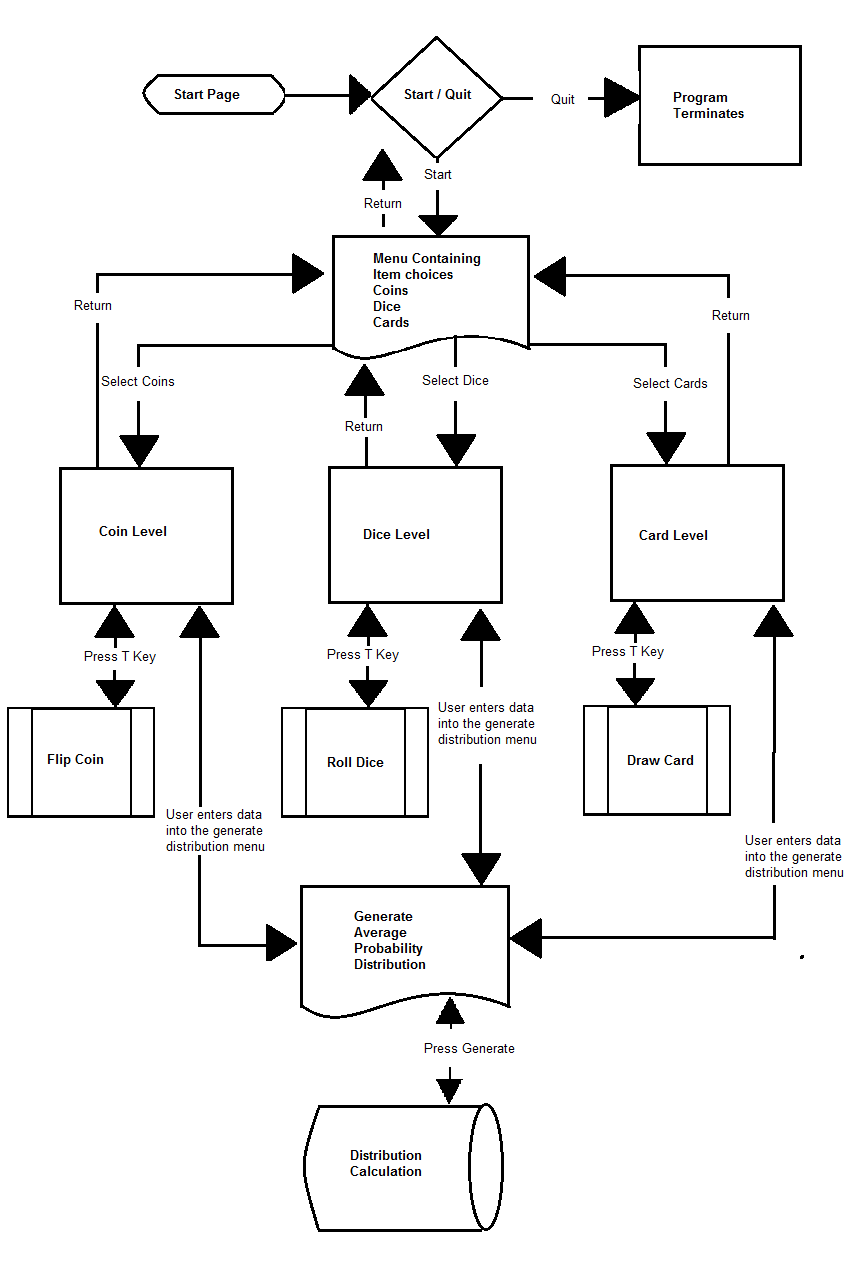 Start Page
Start / Quit
Quit
Program
Terminates
Start
Return
Menu Containing
Item choices
Coins
Dice
Cards
Return
Return
Select Coins
Select Dice
Select Cards
Return
Coin Level
Dice Level
Card Level
Press T Key
Press T Key
Press T Key
User enters data
into the generate
distribution menu
Flip Coin
Roll Dice
Draw Card
User enters data
into the generate
distribution menu
User enters data
into the generate
distribution menu
Generate
Average
Probability
Distribution
Press Generate
Distribution
Calculation